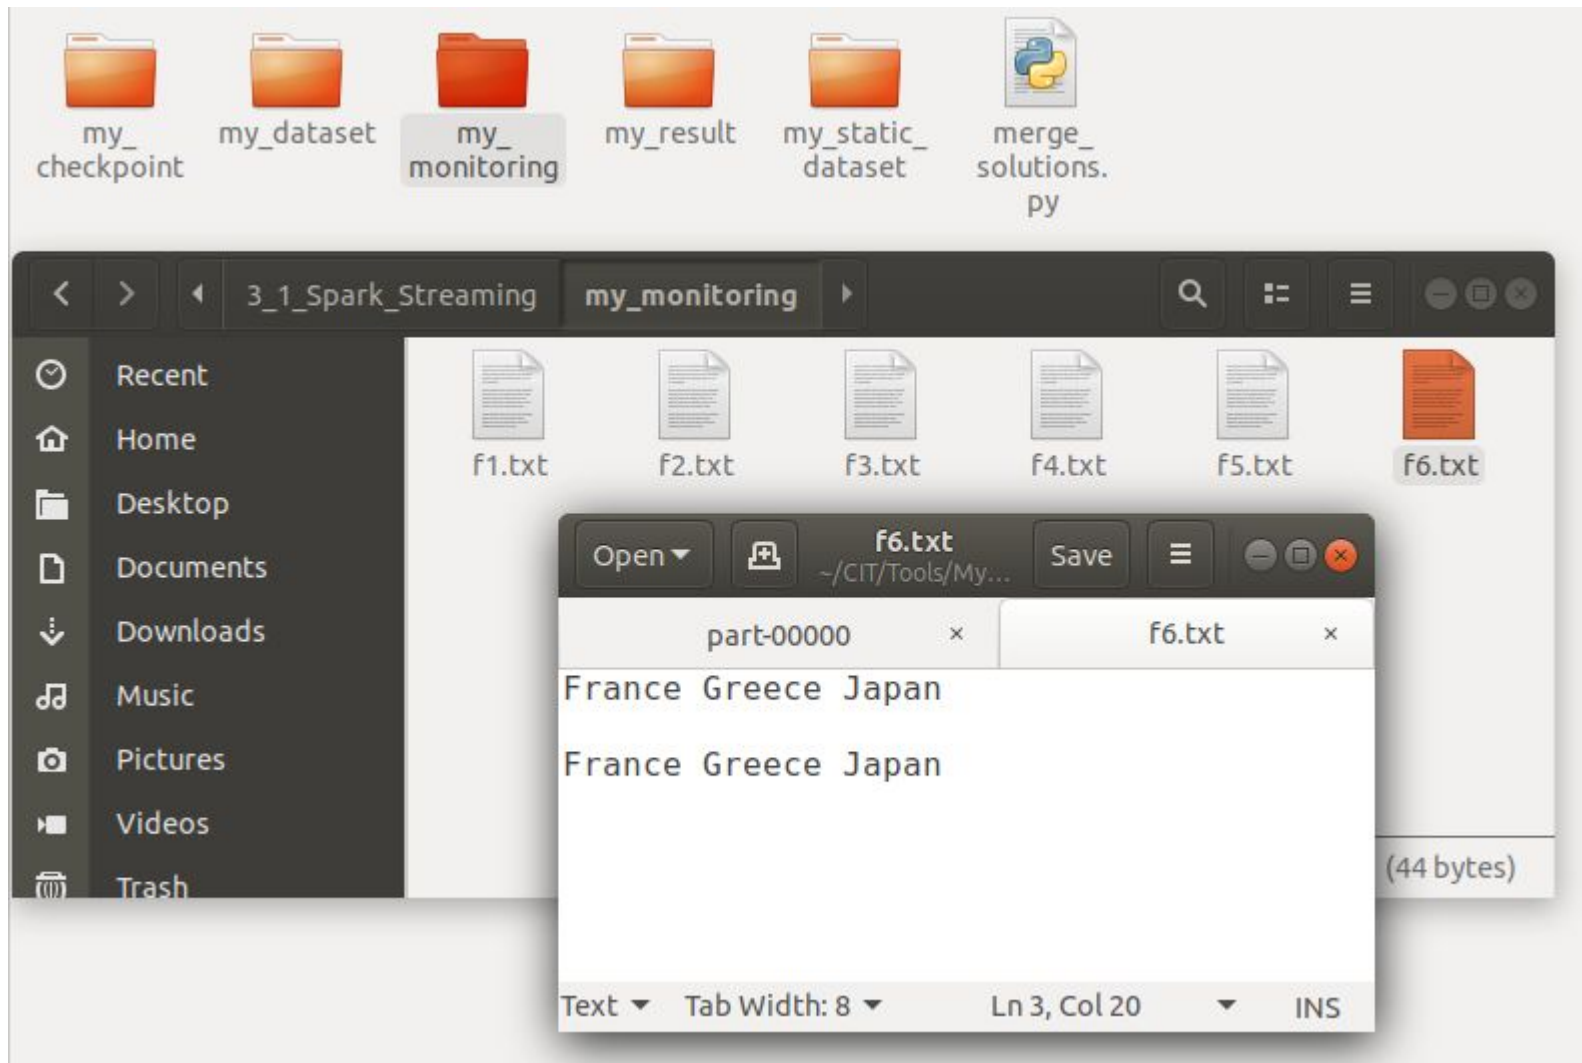 my_
checkpoint
my_dataset
my_
monitoring
my_result
my_static_
dataset
merge_
solutions.
py
3_1_Spark_Streaming
my_monitoring
Recent
Home
Desktop
Documents
Downloads
Music
Pictures
Videos
Trash
f1.txt
f2.txt
f3.txt
f4.txt
f5.txt
f6.txt
(44 bytes)
Open
f6.txt
~/CIT/Tools/My...
Save
part-00000 ×
f6.txt ×
France Greece Japan
France Greece Japan
Text
Tab Width: 8
Ln 3, Col 20
INS